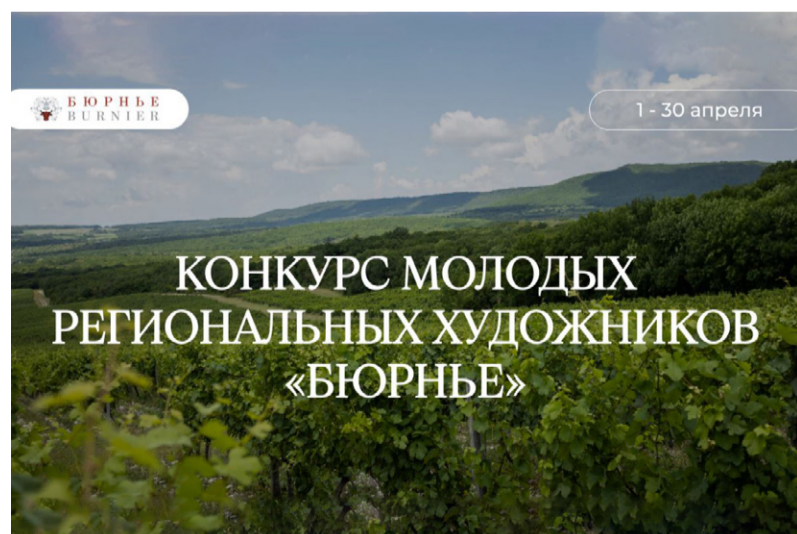 БЮРНЬЕ
BURNIER
1 - 30 апреля
КОНКУРС МОЛОДЫХ
РЕГИОНАЛЬНЫХ ХУДОЖНИКОВ
«БЮРНЬЕ»